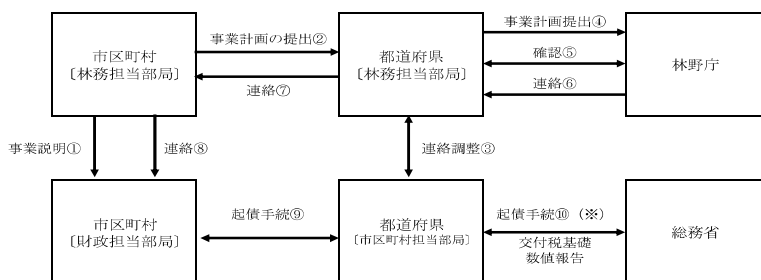 事業計画の提出②
事業計画提出④
市区町村
〔林務担当部局〕
都道府県
〔林務担当部局〕
確認⑤
林野庁
連絡⑦
連絡⑥
事業説明①
連絡⑧
連絡調整③
市区町村
〔財政担当部局〕
起債手続⑨
都道府県
〔市区町村担当部局〕
起債手続⑩（※）
交付税基礎
数値報告
総務省